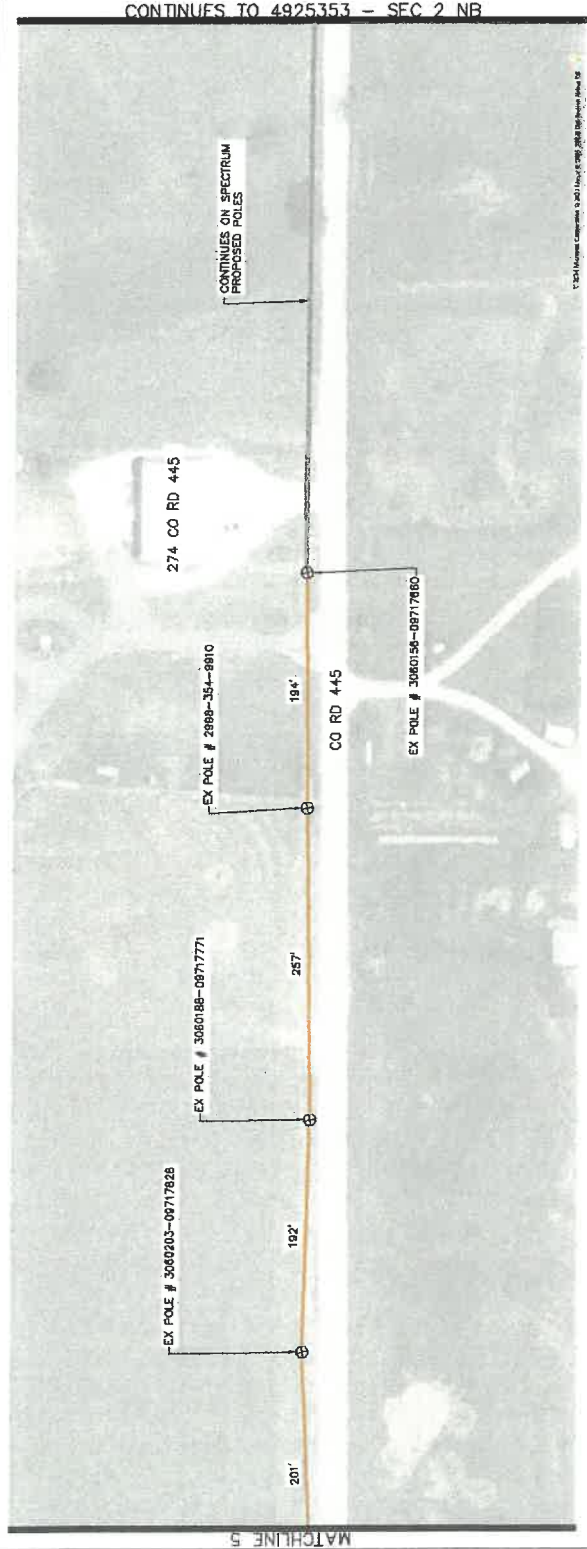 CONTINUES TO 4925353 - SEC 2 NB
CONTINUES ON SPECTRUM
PROPOSED POLES
274 CO RD 445
EX POLE # 3060156-09717660
CO RD 445
194'
EX POLE # 2998-354-9910
257'
EX POLE # 3060188-09717771
192'
EX POLE # 3060203-09717828
201'
MATCHLINE 5